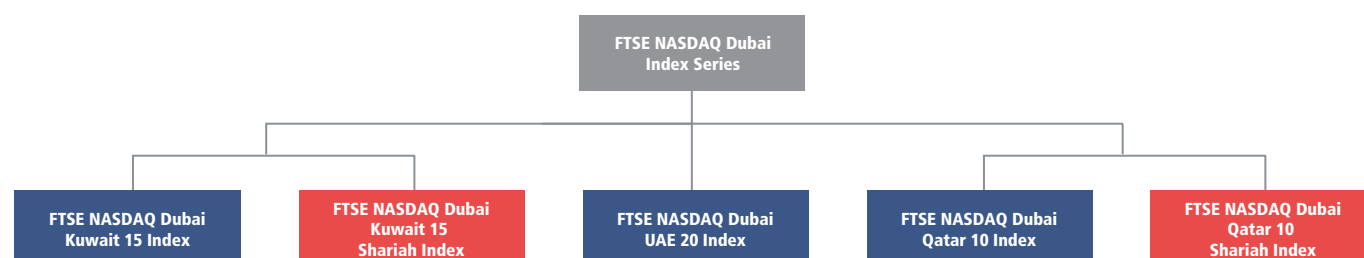 FTSE NASDAQ Dubai
Index Series
FTSE NASDAQ Dubai
Kuwait 15 Index
FTSE NASDAQ Dubai
Kuwait 15
Shariah Index
FTSE NASDAQ Dubai
UAE 20 Index
FTSE NASDAQ Dubai
Qatar 10 Index
FTSE NASDAQ Dubai
Qatar 10
Shariah Index